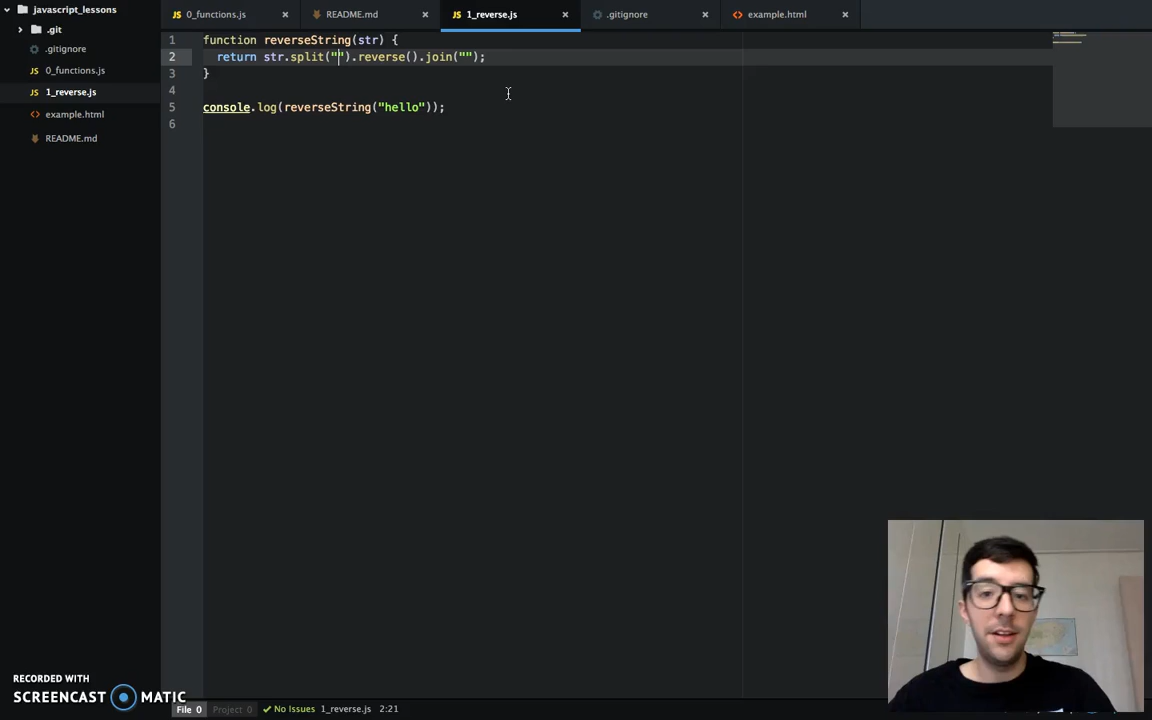 javascript_lessons
.git
.gitignore
0_functions.js
1_reverse.js
example.html
README.md
0_functions.js
README.md
1_reverse.js
.gitignore
example.html
1 function reverseString(str) {
2 return str.split("").reverse().join("");
3 }
4
5 console.log(reverseString("hello"));
6
RECORDED WITH
SCREENCAST MATIC
File 0 Project 0 No Issues 1_reverse.js 2:21